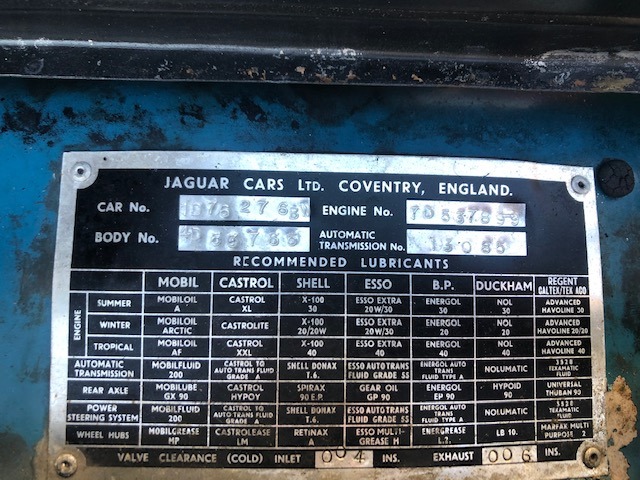 JAGUAR CARS LTD. COVENTRY, ENGLAND.
CAR No. ENGINE No.
BODY No. AUTOMATIC TRANSMISSION No. 15085
RECOMMENDED LUBRICANTS
MOBIL CASTROL SHELL ESSO B.P. DUCKHAM REGENT CALTEX/TEXACO
ENGINE
SUMMER MOBILOIL A CASTROL XL X-100 30 ESSO EXTRA 20W/30 ENERGOL 30 NOL 30 ADVANCED HAVOLINE 30
WINTER MOBILOIL ARCTIC CASTROLITE X-100 20/20W ESSO EXTRA 20W/30 ENERGOL 20 NOL 20 ADVANCED HAVOLINE 20/20
TROPICAL MOBILOIL AF CASTROL XXL X-100 40 ESSO EXTRA 20W/30 ENERGOL 40 NOL 40 ADVANCED HAVOLINE 40
AUTOMATIC TRANSMISSION MOBILFLUID 200 CASTROL TQ AUTO TRANS FLUID GRADE A SHELL DONAX T.6. ESSO AUTOTRANS FLUID GRADE 55 ENERGOL AUTO TRANS FLUID TYPE A NOLUMATIC 3528 TEXAMATIC FLUID
REAR AXLE MOBILUBE GX 90 CASTROL HYPOY SPIRAX 90 E.P. GEAR OIL GP 90 ENERGOL EP 90 HYPOID 90 UNIVERSAL THUBAN 90
POWER STEERING SYSTEM MOBILFLUID 200 CASTROL TQ AUTO TRANS FLUID GRADE A SHELL DONAX T.6. ESSO AUTOTRANS FLUID GRADE 55 ENERGOL AUTO TRANS FLUID TYPE A NOLUMATIC 3528 TEXAMATIC FLUID
WHEEL HUBS MOBILGREASE MP CASTROLEASE LM RETINAX A ESSO MULTI-GREASE H ENERGREASE L.2. LB 10. MARFAK MULTI PURPOSE 2
VALVE CLEARANCE (COLD) INLET 004 INS. EXHAUST 006 INS.